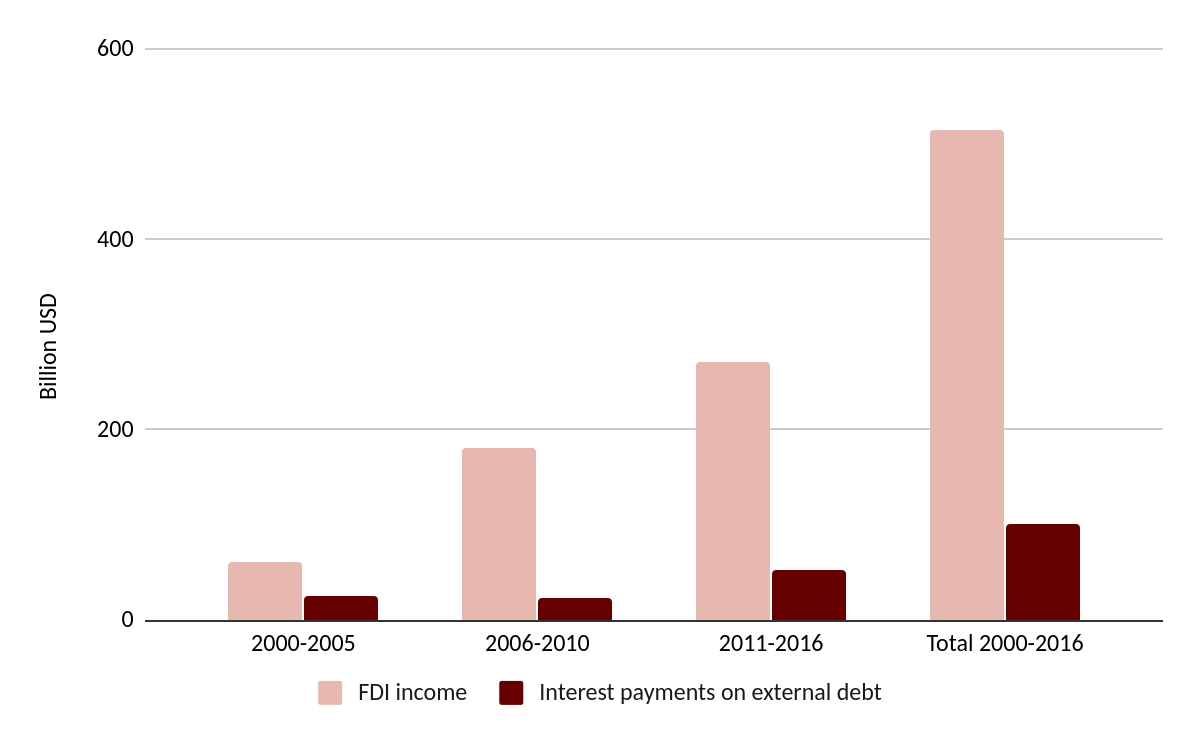 600
400
200
0
Billion USD
2000-2005
2006-2010
2011-2016
Total 2000-2016
FDI income
Interest payments on external debt